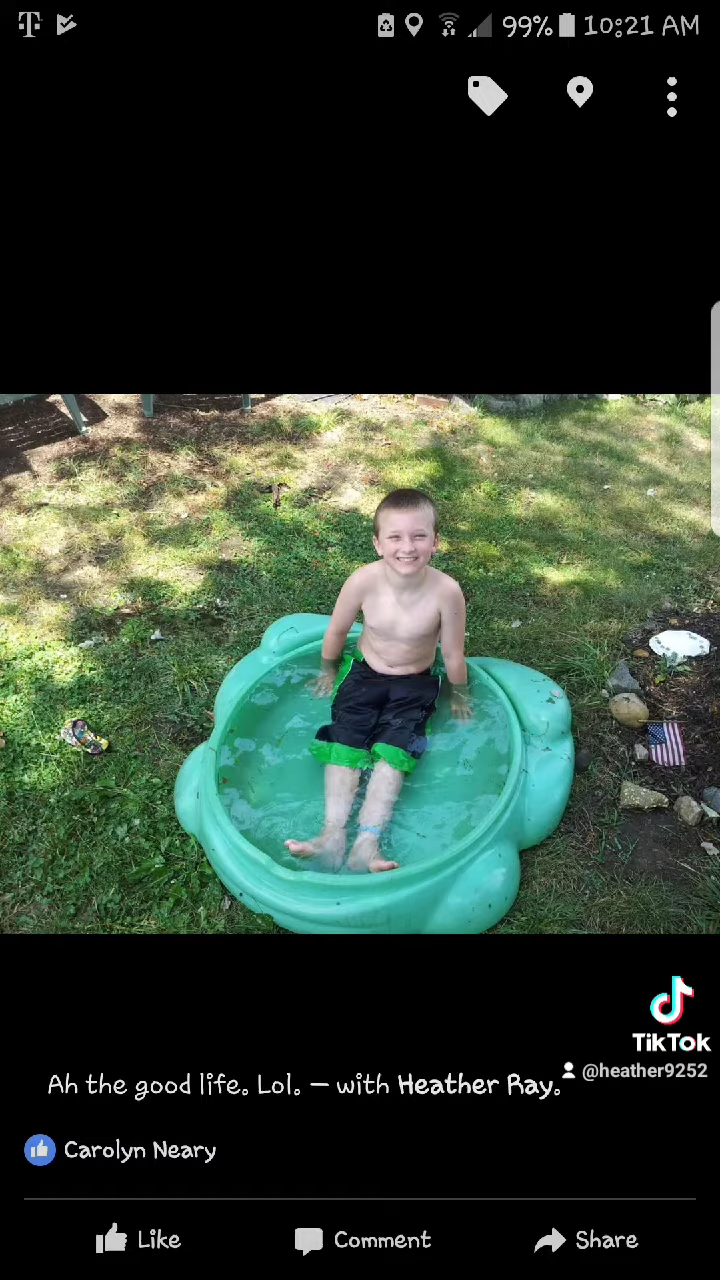 99% 10:21 AM
TikTok
@heather9252
Ah the good life. Lol. — with Heather Ray.
Carolyn Neary
Like Comment Share